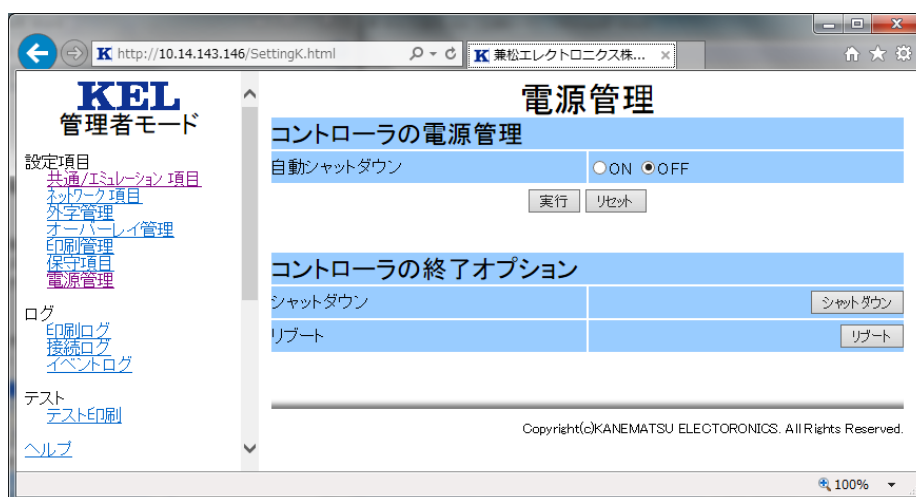 http://10.14.143.146/SettingK.html
兼松エレクトロニクス株...
KEL
管理者モード
設定項目
共通/エミュレーション 項目
ネットワーク 項目
外字管理
オーバーレイ管理
印刷管理
保守項目
電源管理
ログ
印刷ログ
接続ログ
イベントログ
テスト
テスト印刷
ヘルプ
電源管理
コントローラの電源管理
自動シャットダウン ON OFF
実行 リセット
コントローラの終了オプション
シャットダウン シャットダウン
リブート リブート
Copyright(c)KANEMATSU ELECTORONICS. All Rights Reserved.
100%